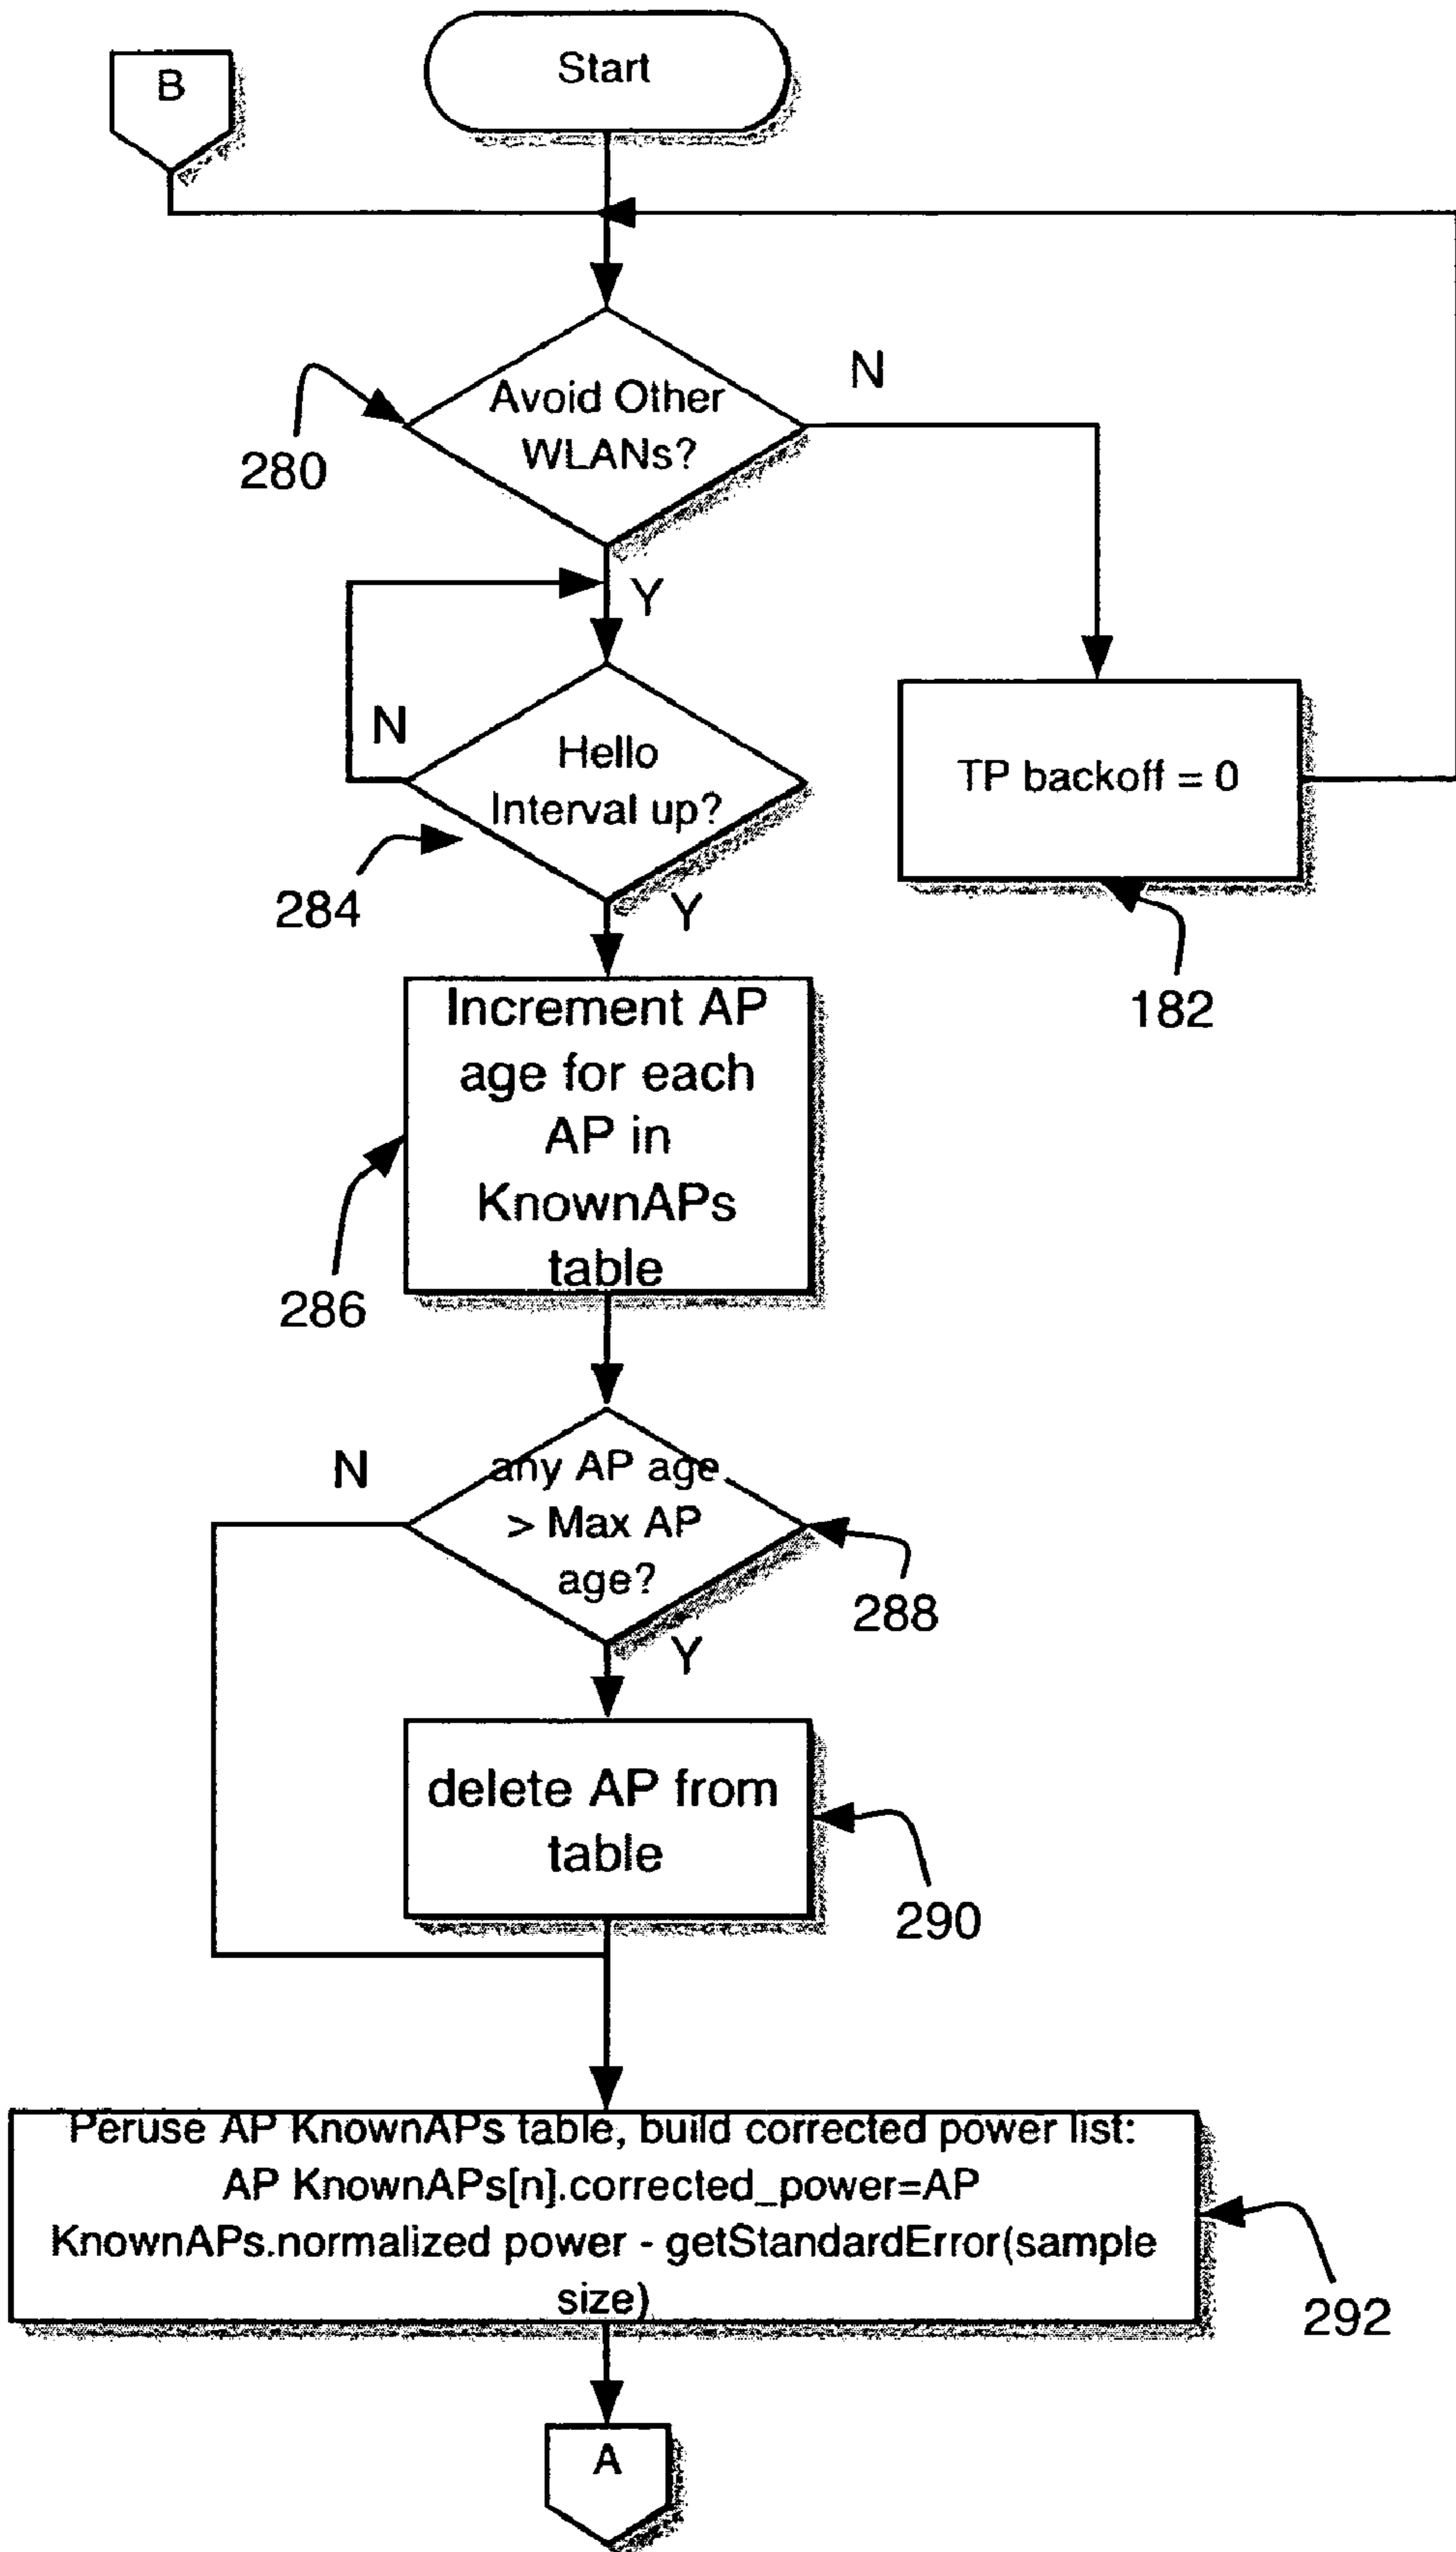 B
Start
Avoid Other
WLANs?
N
280
Y
N
Hello
Interval up?
TP backoff = 0
284
Y
182
Increment AP
age for each
AP in
KnownAPs
table
286
N
any AP age
> Max AP
age?
288
Y
delete AP from
table
290
Peruse AP KnownAPs table, build corrected power list:
AP KnownAPs[n].corrected_power=AP
KnownAPs.normalized power - getStandardError(sample
size)
292
A